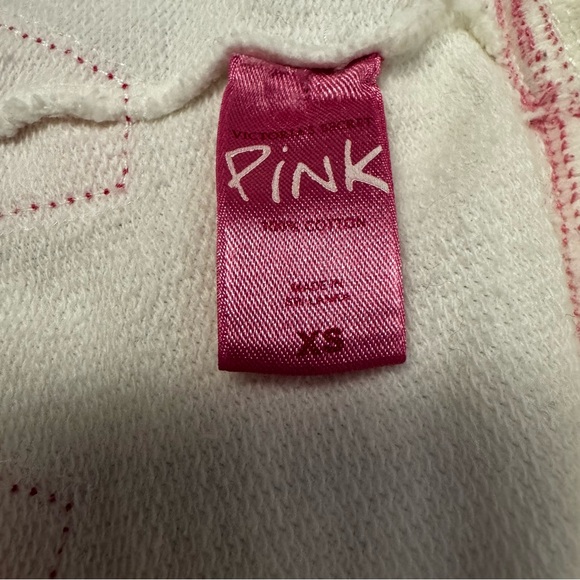 VICTORIA'S SECRET
PiNK
100% COTTON
MADE IN
SRI LANKA
XS